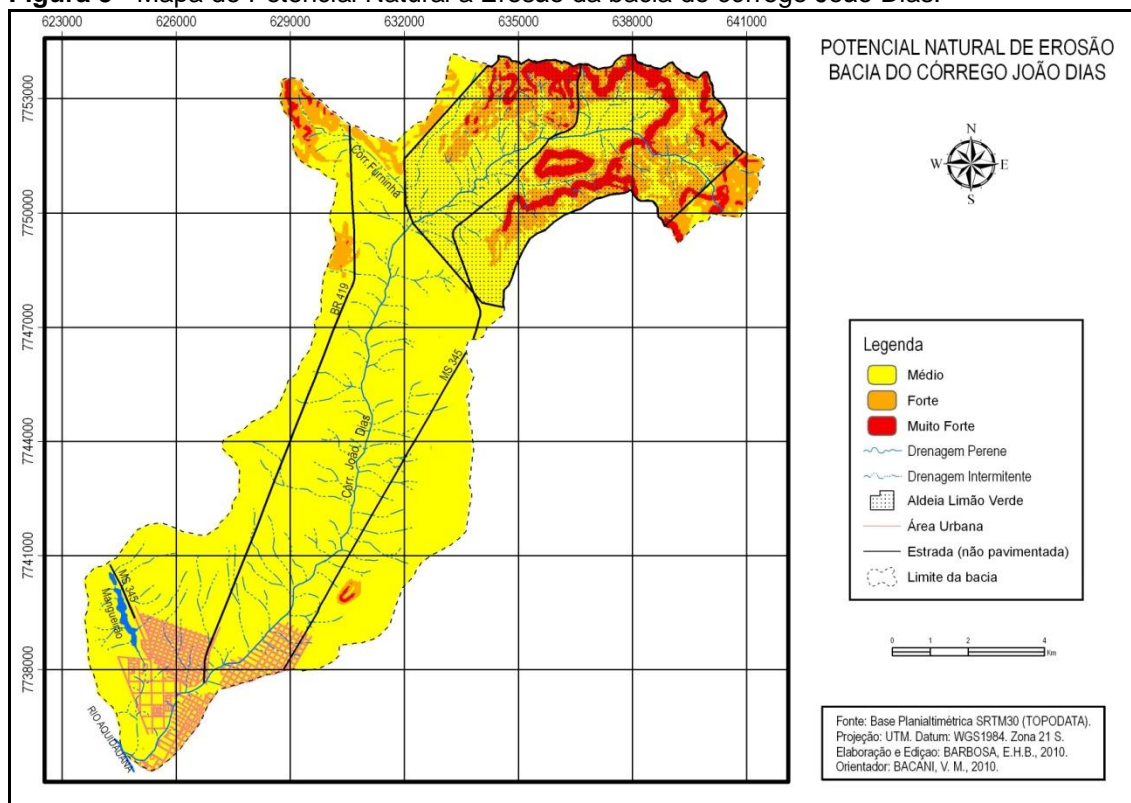 Figura 5 - Mapa do Potencial Natural à Erosão da bacia do córrego João Dias.
623000 626000 629000 632000 635000 638000 641000
7753000
7750000
7747000
7744000
7741000
7738000
Córr. Furninha
BR 419
MS 345
Córr. João Dias
MS 345
Mangueirão
RIO AQUIDAUANA
POTENCIAL NATURAL DE EROSÃO
BACIA DO CÓRREGO JOÃO DIAS
N
W E
S
Legenda
Médio
Forte
Muito Forte
Drenagem Perene
Drenagem Intermitente
Aldeia Limão Verde
Área Urbana
Estrada (não pavimentada)
Limite da bacia
0 1 2 4
Km
Fonte: Base Planialtimétrica SRTM30 (TOPODATA).
Projeção: UTM. Datum: WGS1984. Zona 21 S.
Elaboração e Ediçao: BARBOSA, E.H.B., 2010.
Orientador: BACANI, V. M., 2010.